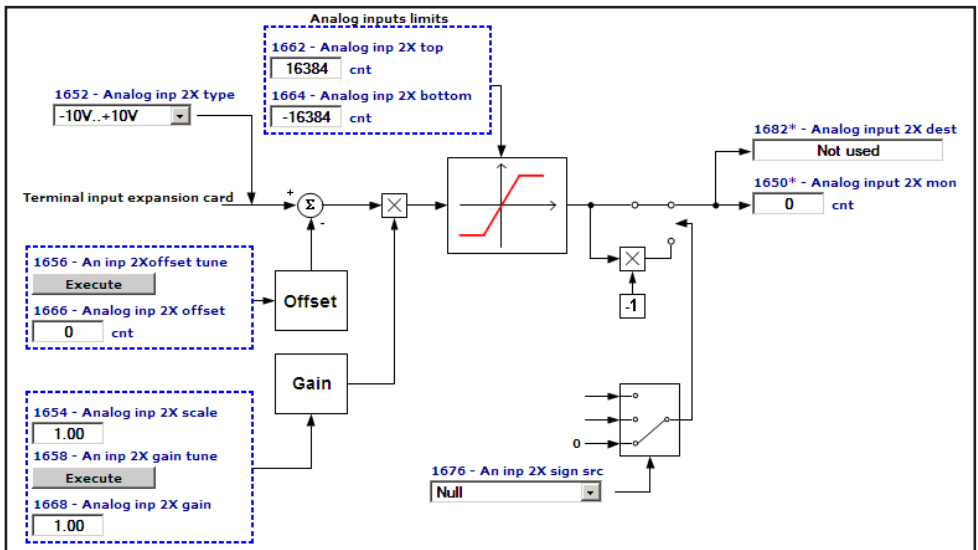 Analog inputs limits
1662 - Analog inp 2X top
16384 cnt
1664 - Analog inp 2X bottom
-16384 cnt
1652 - Analog inp 2X type
-10V..+10V
Terminal input expansion card
+
Σ
-
1682* - Analog input 2X dest
Not used
1650* - Analog input 2X mon
0 cnt
-1
1656 - An inp 2Xoffset tune
Execute
1666 - Analog inp 2X offset
0 cnt
Offset
Gain
1654 - Analog inp 2X scale
1.00
1658 - An inp 2X gain tune
Execute
1668 - Analog inp 2X gain
1.00
0
1676 - An inp 2X sign src
Null